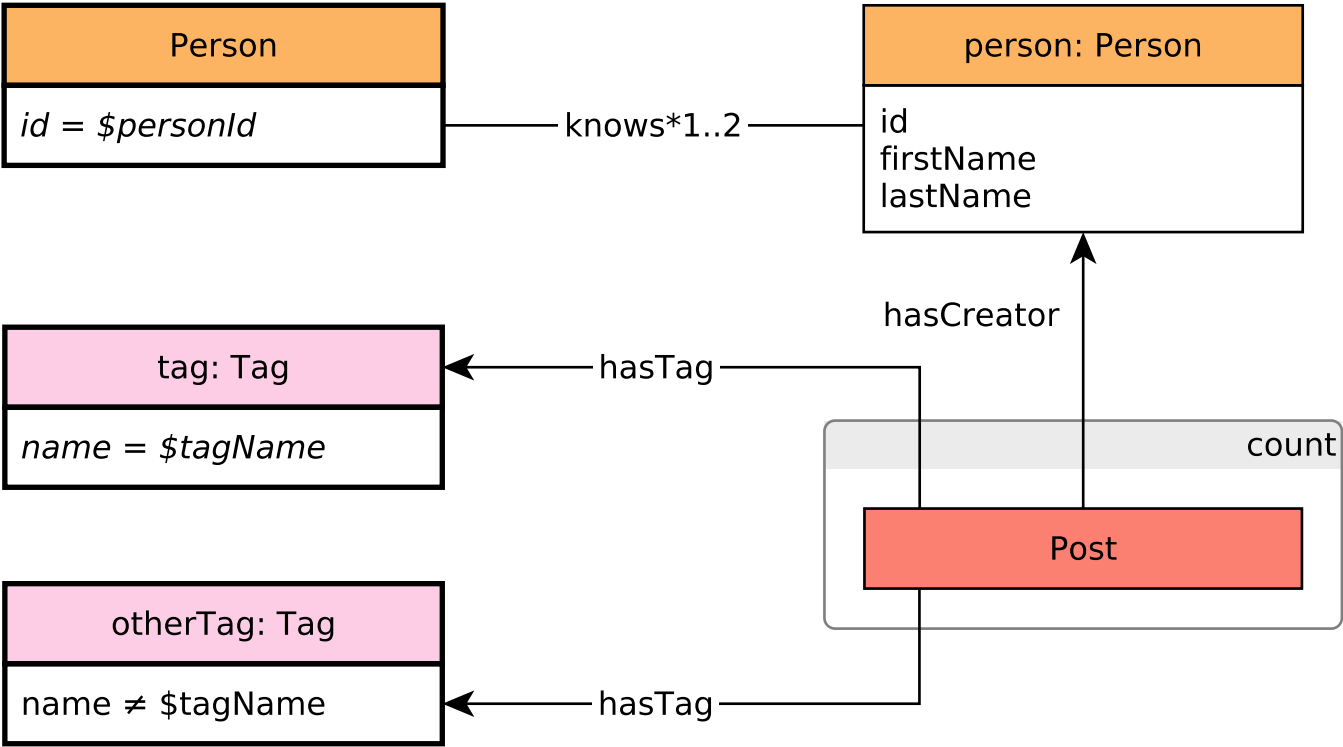 Person
id = $personId
knows*1..2
person: Person
id
firstName
lastName
hasCreator
tag: Tag
name = $tagName
hasTag
count
Post
otherTag: Tag
name ≠ $tagName
hasTag